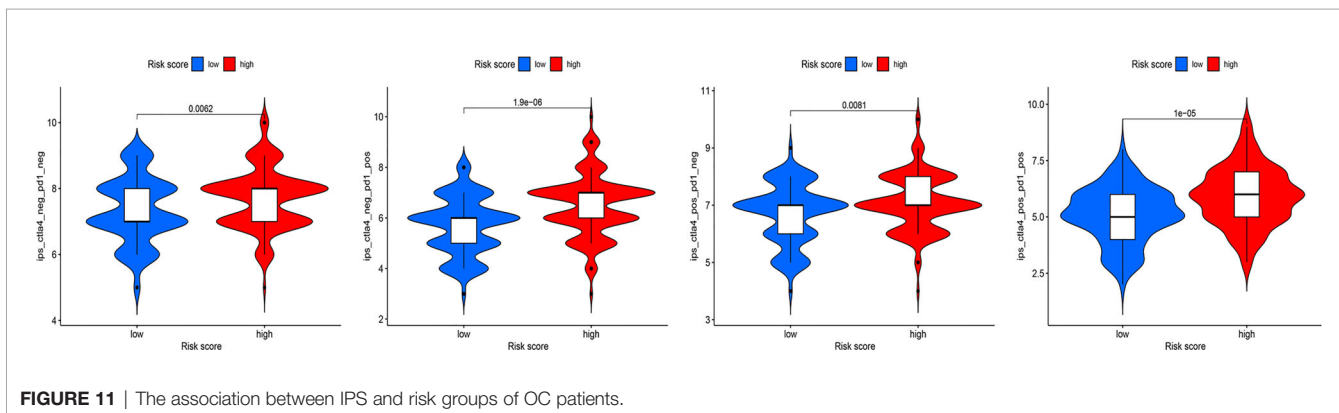 Risk score low high
ips_ctla4_neg_pd1_neg
10
8
6
4
0.0062
low high
Risk score
Risk score low high
ips_ctla4_neg_pd1_pos
10
8
6
4
2
1.9e-06
low high
Risk score
Risk score low high
ips_ctla4_pos_pd1_neg
11
9
7
5
3
0.0081
low high
Risk score
Risk score low high
ips_ctla4_pos_pd1_pos
10.0
7.5
5.0
2.5
1e-05
low high
Risk score
FIGURE 11 | The association between IPS and risk groups of OC patients.